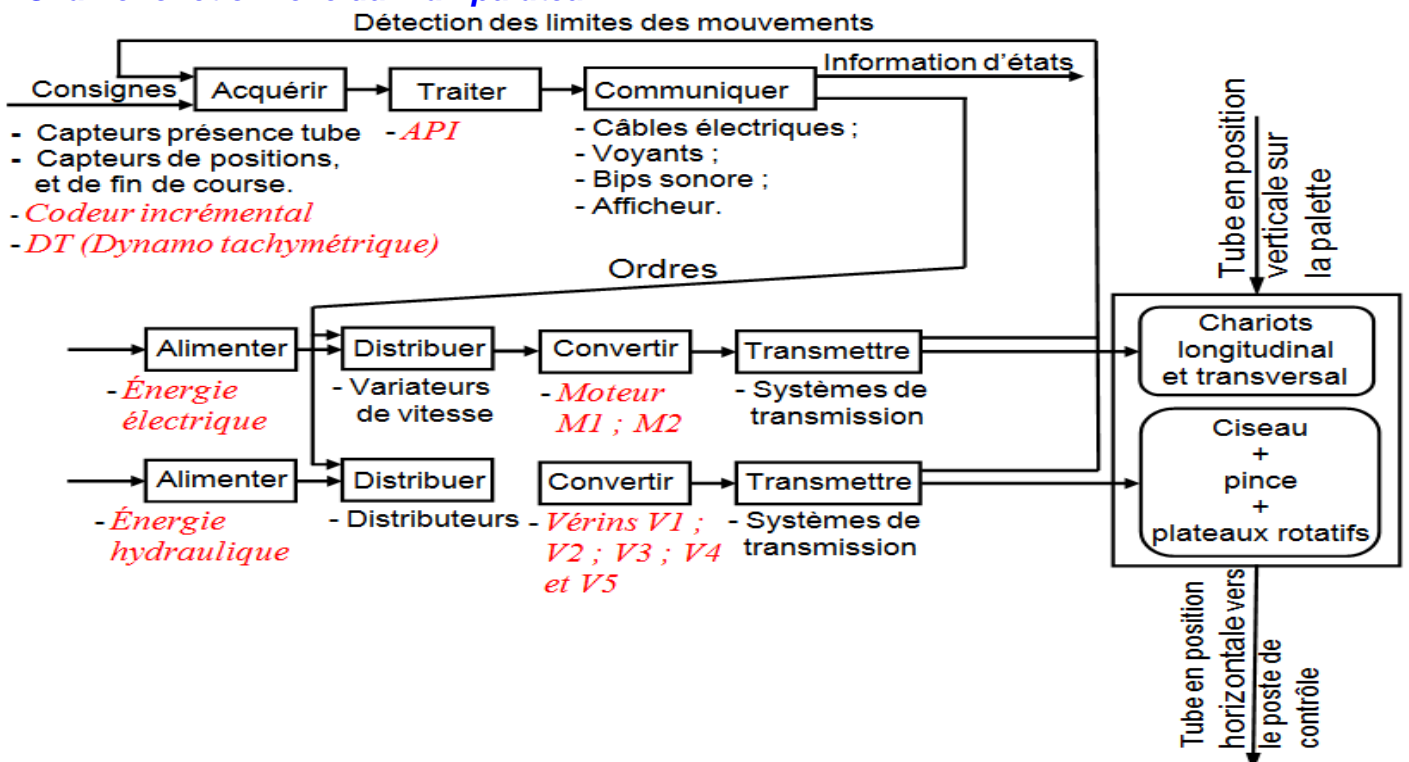 Détection des limites des mouvements
Information d'états
Consignes
Acquérir
Traiter
Communiquer
- Capteurs présence tube
- Capteurs de positions,
et de fin de course.
- Codeur incrémental
- DT (Dynamo tachymétrique)
- API
- Câbles électriques ;
- Voyants ;
- Bips sonore ;
- Afficheur.
Tube en position
verticale sur
la palette
Ordres
Alimenter
Distribuer
Convertir
Transmettre
- Énergie
électrique
- Variateurs
de vitesse
- Moteur
M1 ; M2
- Systèmes de
transmission
Chariots
longitudinal
et transversal
Alimenter
Distribuer
Convertir
Transmettre
- Énergie
hydraulique
- Distributeurs
- Vérins V1 ;
V2 ; V3 ; V4
et V5
- Systèmes de
transmission
Ciseau
+
pince
+
plateaux rotatifs
Tube en position
horizontale vers
le poste de
contrôle